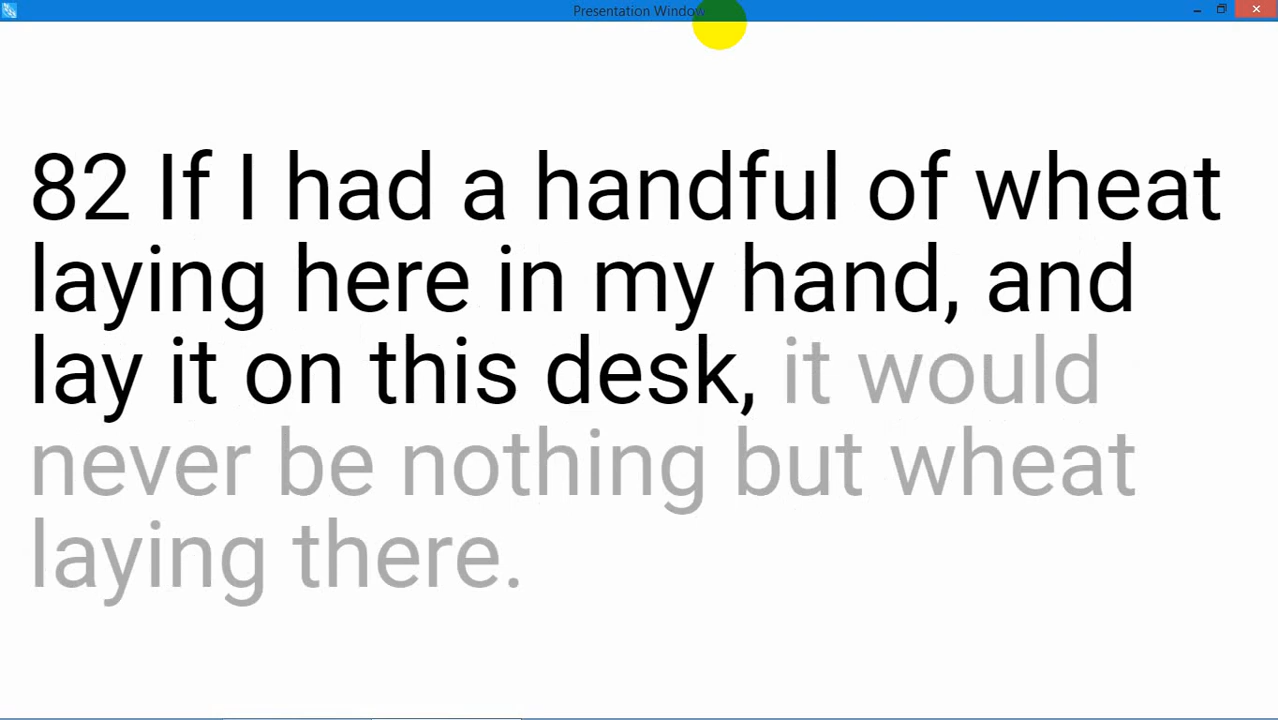 Presentation Window
82 If I had a handful of wheat
laying here in my hand, and
lay it on this desk, it would
never be nothing but wheat
laying there.